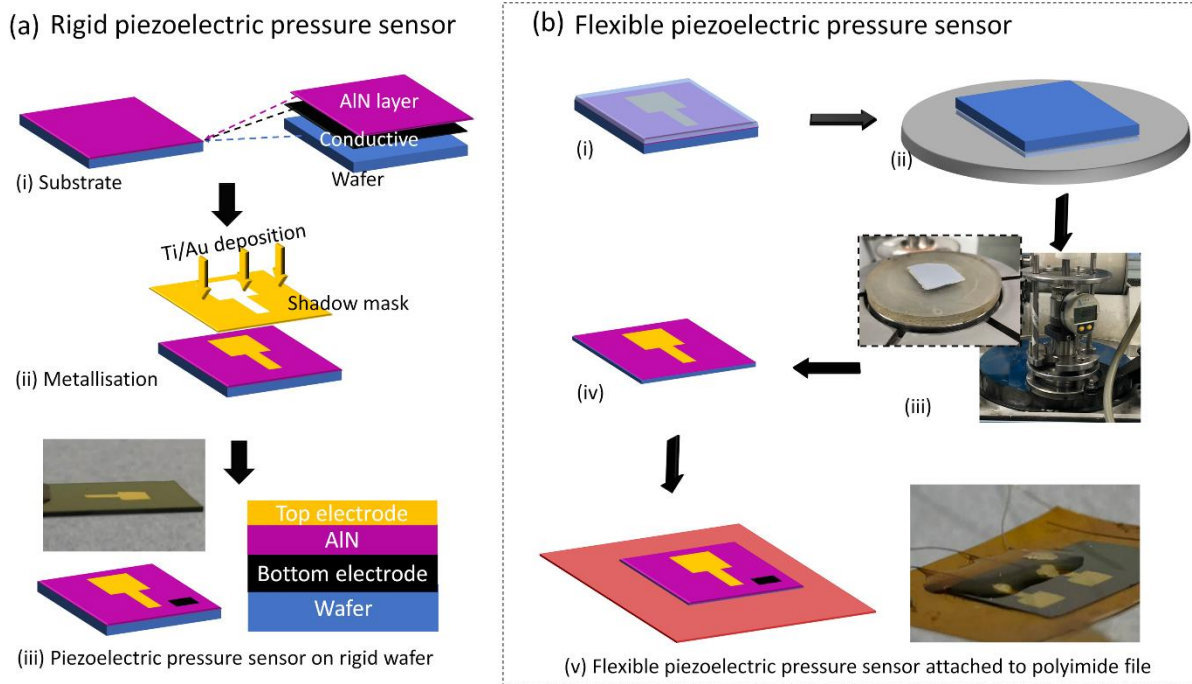 (a) Rigid piezoelectric pressure sensor
AlN layer
Conductive
Wafer
(i) Substrate
Ti/Au deposition
Shadow mask
(ii) Metallisation
Top electrode
AlN
Bottom electrode
Wafer
(iii) Piezoelectric pressure sensor on rigid wafer
(b) Flexible piezoelectric pressure sensor
(i)
(ii)
(iii)
(iv)
(v) Flexible piezoelectric pressure sensor attached to polyimide file